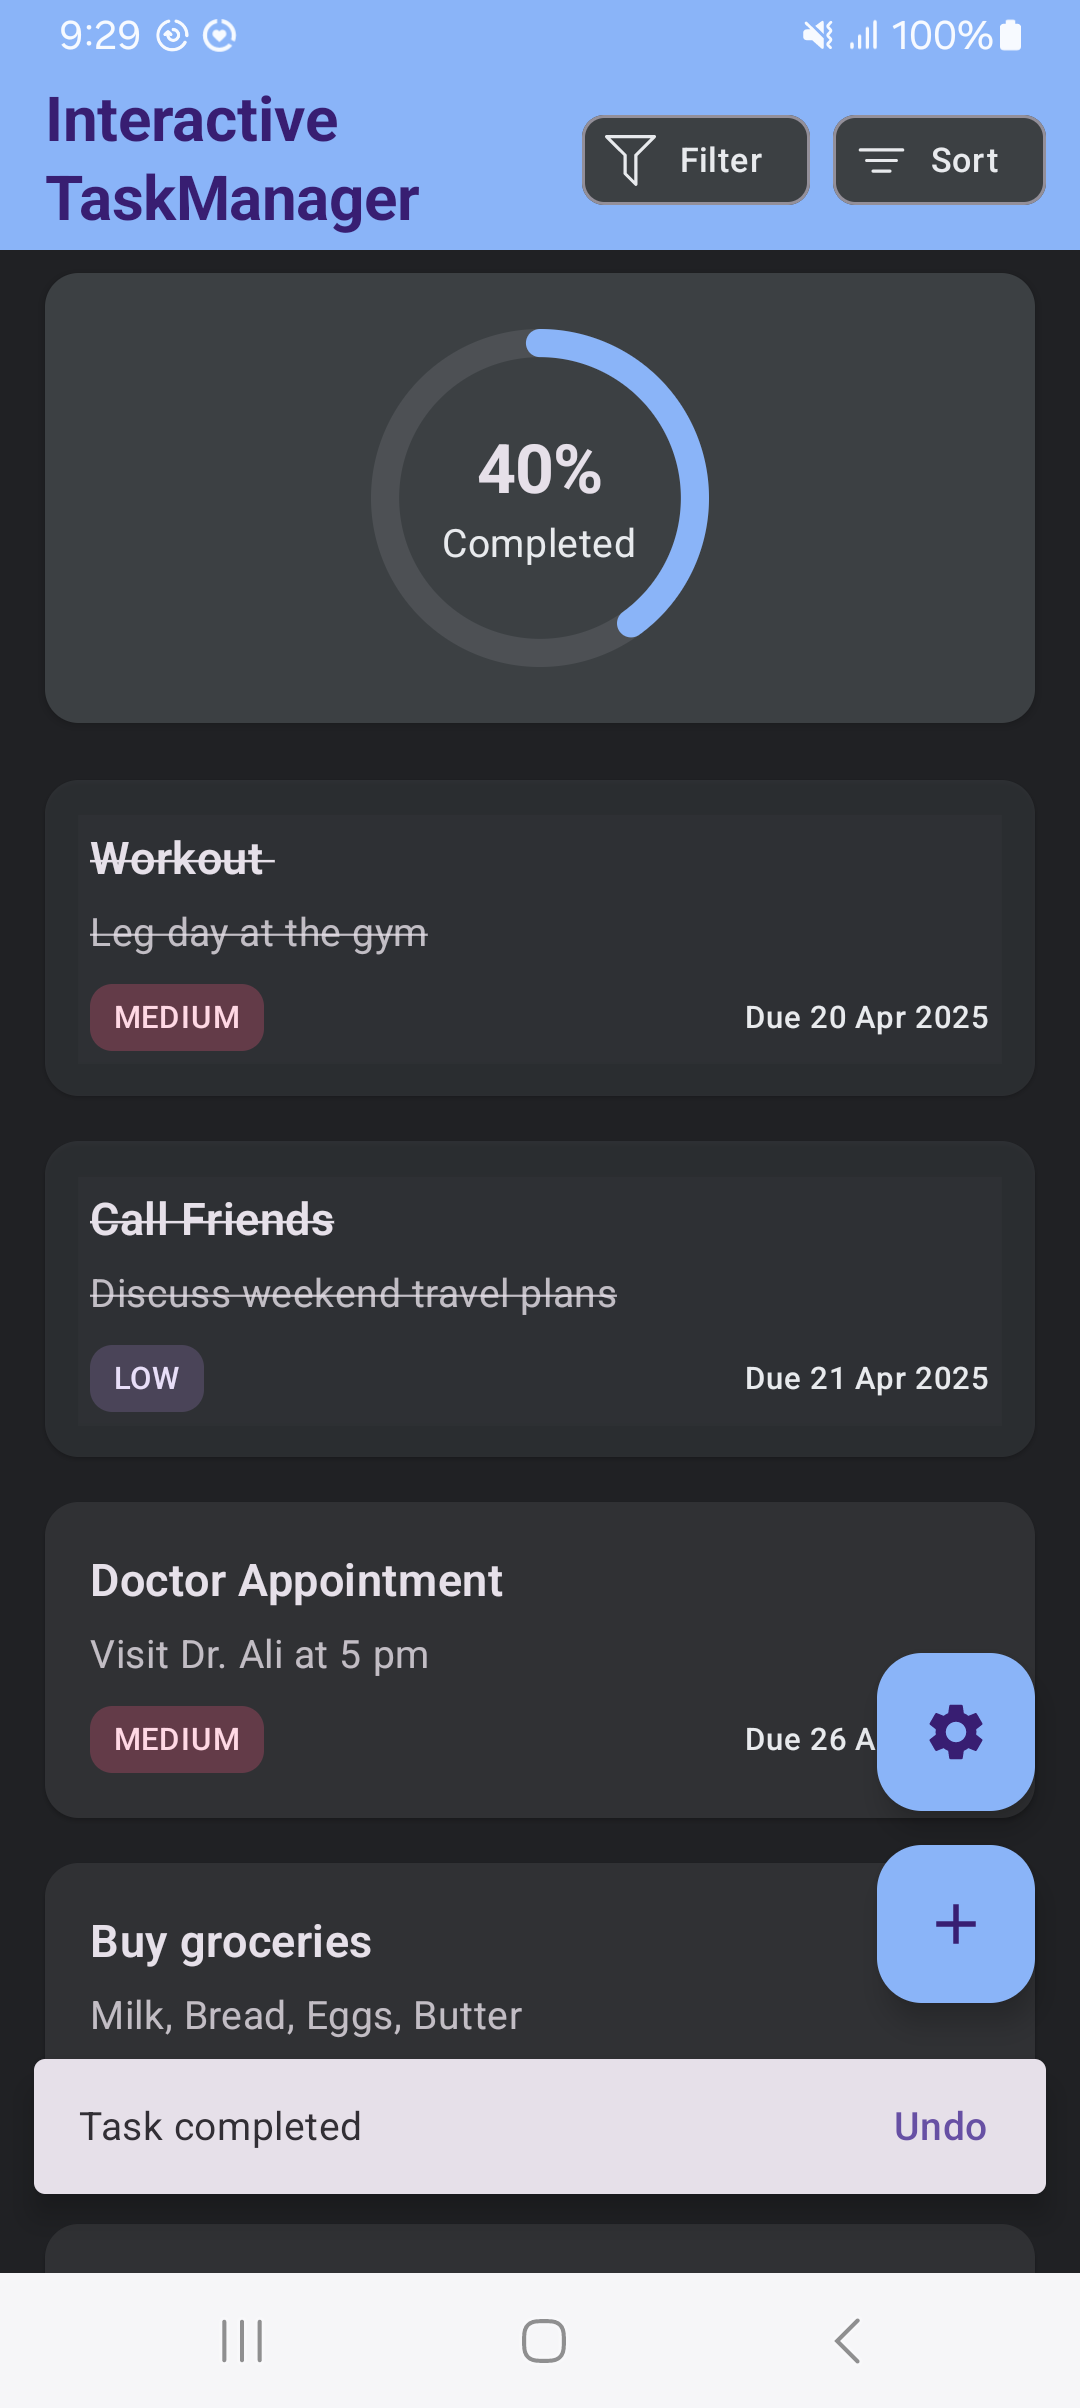 9:29
100%
Interactive
TaskManager
Filter
Sort
40%
Completed
Workout
Leg day at the gym
MEDIUM
Due 20 Apr 2025
Call Friends
Discuss weekend travel plans
LOW
Due 21 Apr 2025
Doctor Appointment
Visit Dr. Ali at 5 pm
MEDIUM
Due 26 A
Buy groceries
Milk, Bread, Eggs, Butter
Task completed
Undo